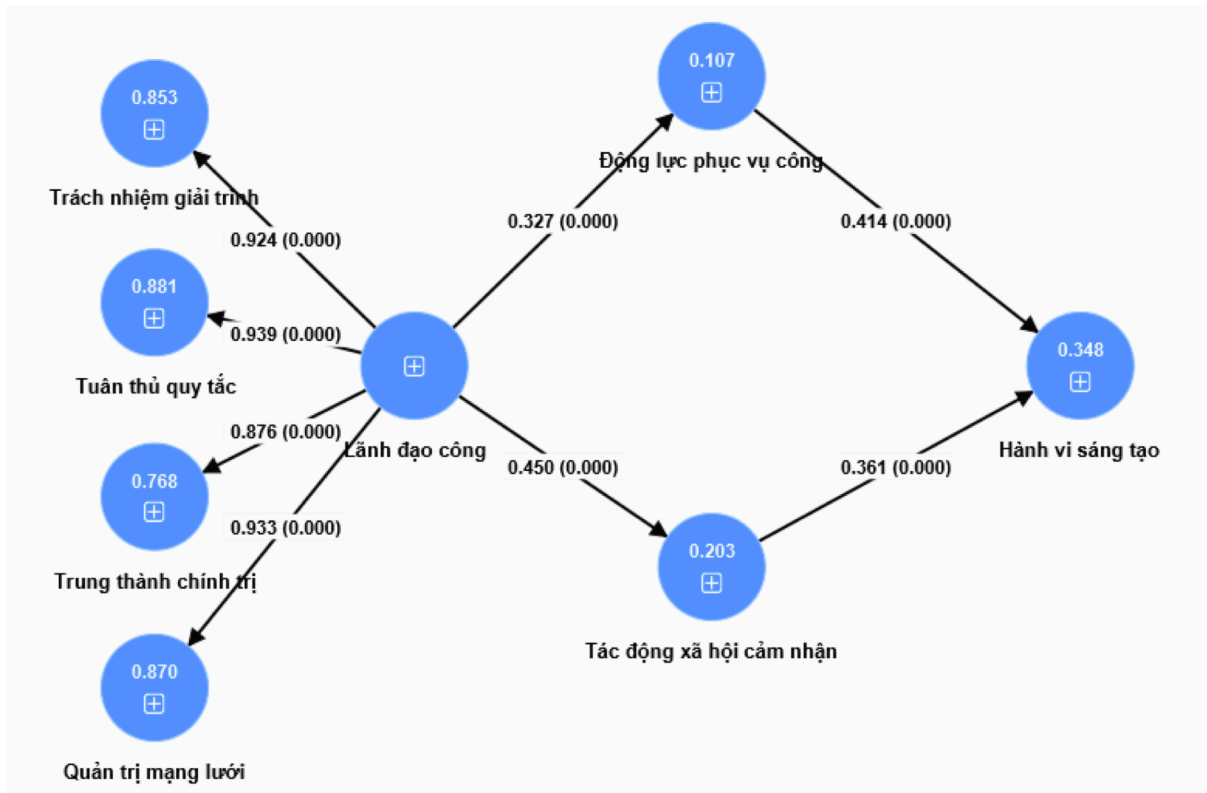 0.107
0.853
Động lực phục vụ công
Trách nhiệm giải trình
0.327 (0.000)
0.414 (0.000)
0.924 (0.000)
0.881
0.939 (0.000)
0.348
Tuân thủ quy tắc
0.876 (0.000)
Lãnh đạo công
Hành vi sáng tạo
0.450 (0.000)
0.361 (0.000)
0.768
0.933 (0.000)
0.203
Trung thành chính trị
Tác động xã hội cảm nhận
0.870
Quản trị mạng lưới